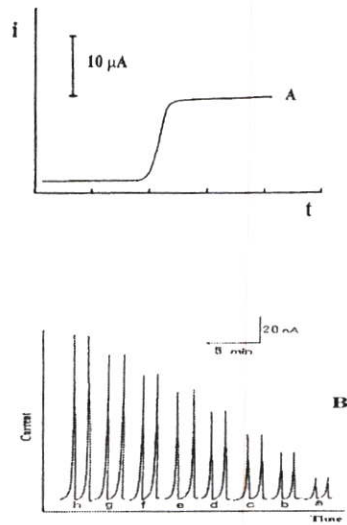 i
10 µA
A
t
20 nA
5 min
B
Current
h g f e d c b a
Time